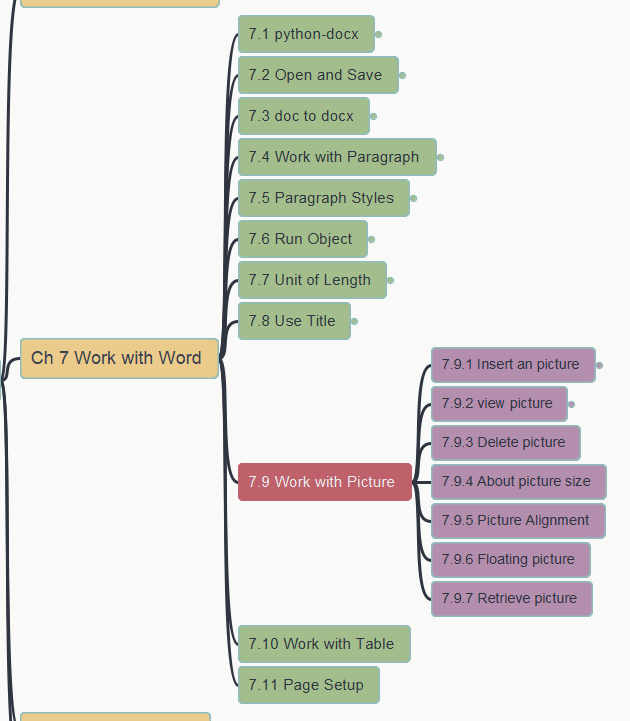 7.1 python-docx
7.2 Open and Save
7.3 doc to docx
7.4 Work with Paragraph
7.5 Paragraph Styles
7.6 Run Object
7.7 Unit of Length
7.8 Use Title
Ch 7 Work with Word
7.9 Work with Picture
7.9.1 Insert an picture
7.9.2 view picture
7.9.3 Delete picture
7.9.4 About picture size
7.9.5 Picture Alignment
7.9.6 Floating picture
7.9.7 Retrieve picture
7.10 Work with Table
7.11 Page Setup